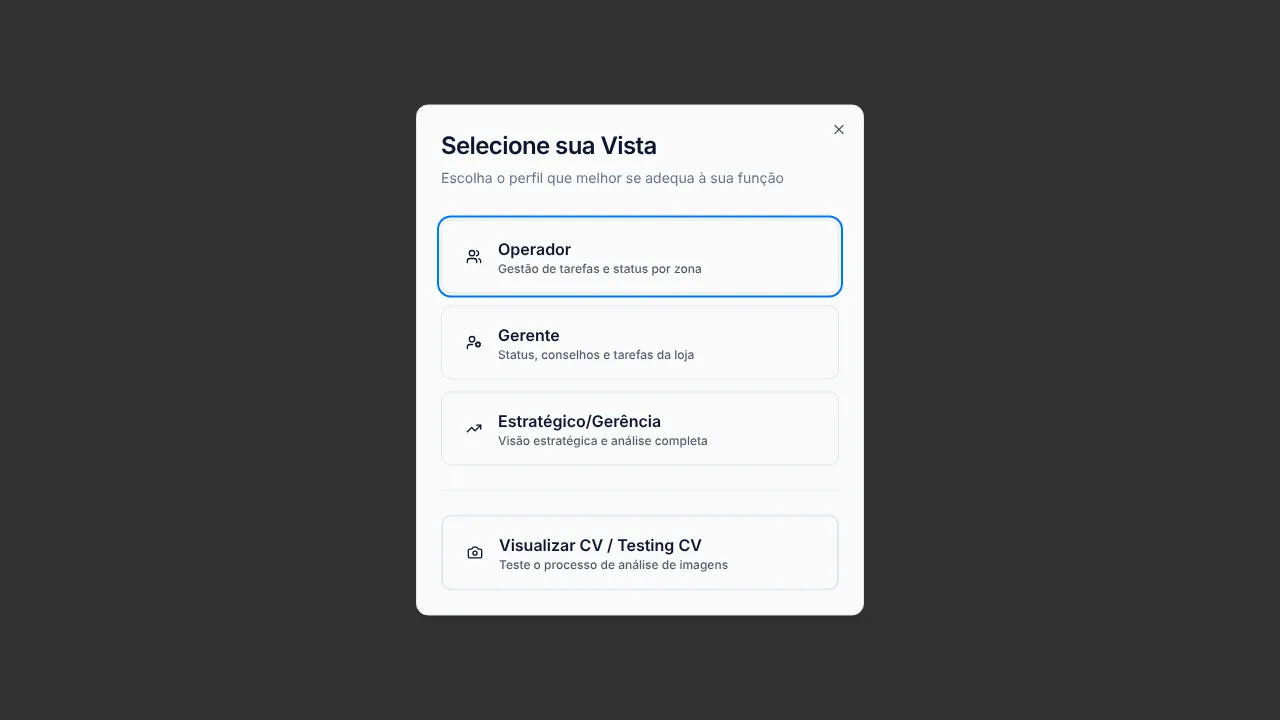 Selecione sua Vista
Escolha o perfil que melhor se adequa à sua função
Operador
Gestão de tarefas e status por zona
Gerente
Status, conselhos e tarefas da loja
Estratégico/Gerência
Visão estratégica e análise completa
Visualizar CV / Testing CV
Teste o processo de análise de imagens